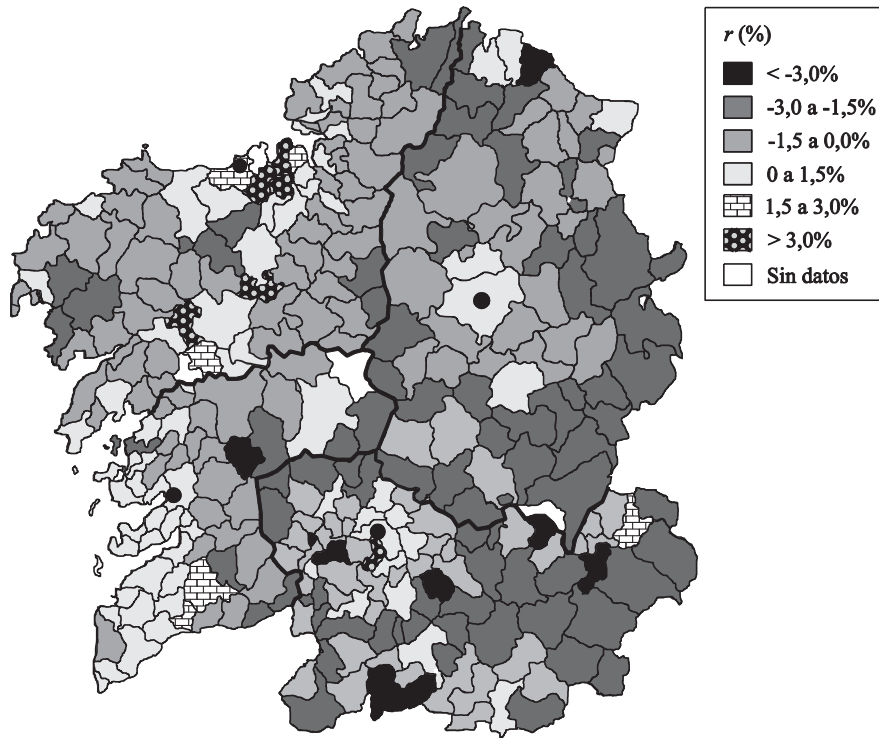 r (%)
< -3,0%
-3,0 a -1,5%
-1,5 a 0,0%
0 a 1,5%
1,5 a 3,0%
> 3,0%
Sin datos